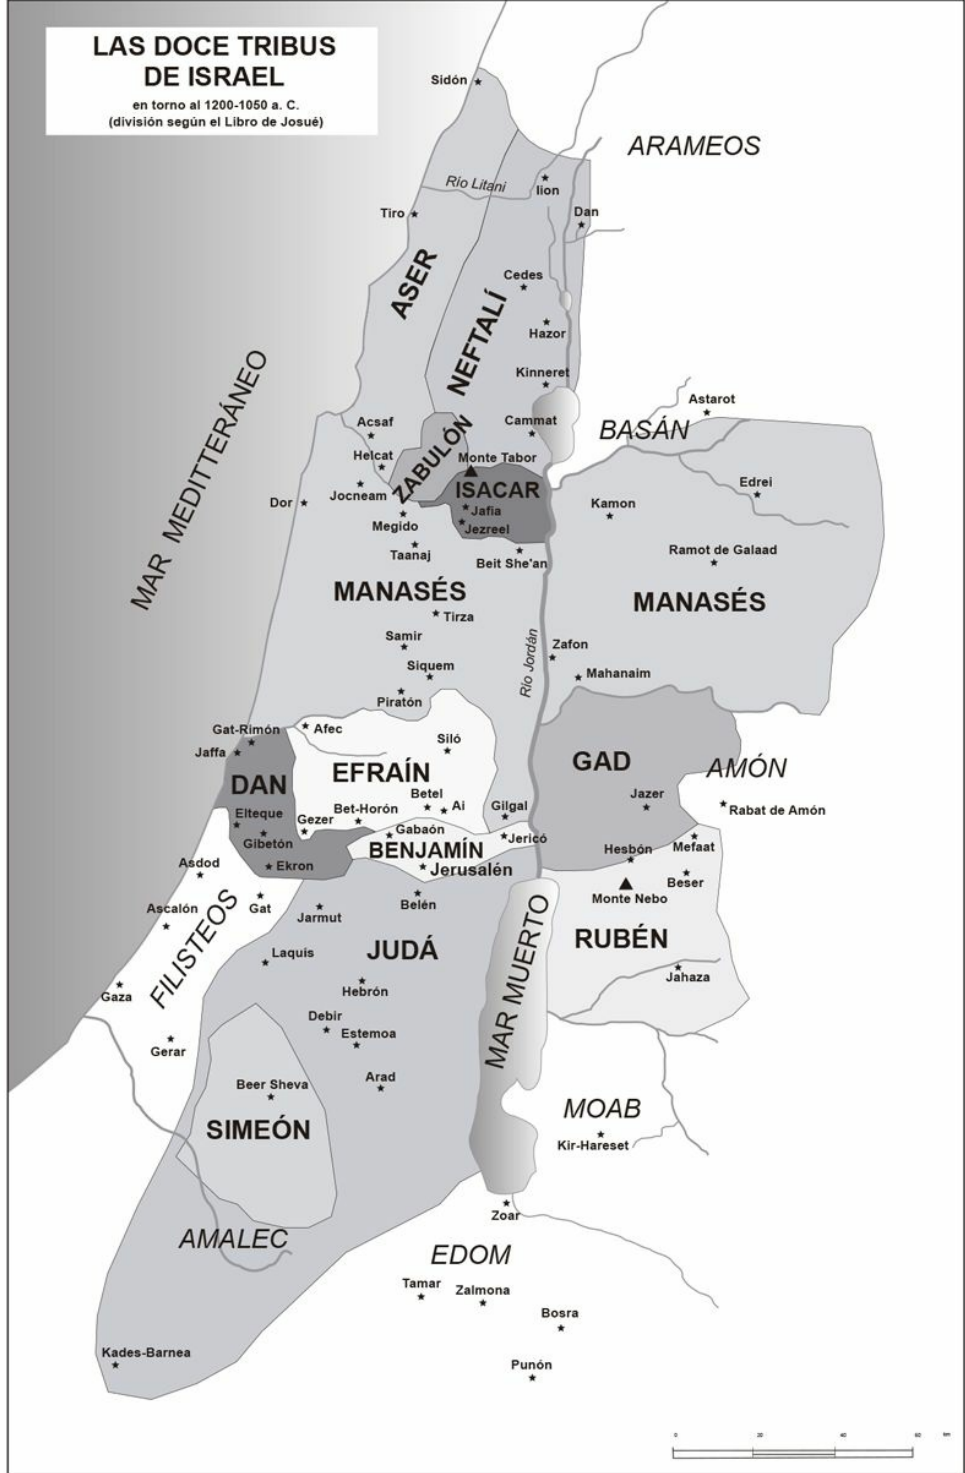 LAS DOCE TRIBUS
DE ISRAEL
en torno al 1200-1050 a. C.
(división según el Libro de Josué)
Sidón
ARAMEOS
Río Litani
Iion
Tiro
Dan
ASER
Cedes
NEFTALÍ
Hazor
MAR MEDITTERÁNEO
Kinneret
Astarot
Acsaf
Cammat
BASÁN
ZABULÓN
Helcat
Monte Tabor
Jocneam
ISACAR
Edrei
Dor
Jafia
Kamon
Megido
Jezreel
Taanaj
Beit She'an
Ramot de Galaad
MANASÉS
MANASÉS
Tirza
Samir
Río Jordán
Zafon
Siquem
Mahanaim
Piratón
Gat-Rimón
Afec
Siló
Jaffa
GAD
AMÓN
DAN
EFRAÍN
Betel
Jazer
Elteque
Bet-Horón
Ai
Gilgal
Rabat de Amón
Gezer
Gabaón
Jericó
Gibetón
BENJAMÍN
Hesbón
Mefaat
Asdod
Ekron
Jerusalén
Beser
Monte Nebo
Ascalón
Gat
Jarmut
Belén
FILISTEOS
MAR MUERTO
RUBÉN
Laquis
JUDÁ
Jahaza
Gaza
Hebrón
Debir
Estemoa
Gerar
Arad
Beer Sheva
MOAB
SIMEÓN
Kir-Hareset
Zoar
AMALEC
EDOM
Tamar
Zalmona
Bosra
Kades-Barnea
Punón
0 20 40 60 km